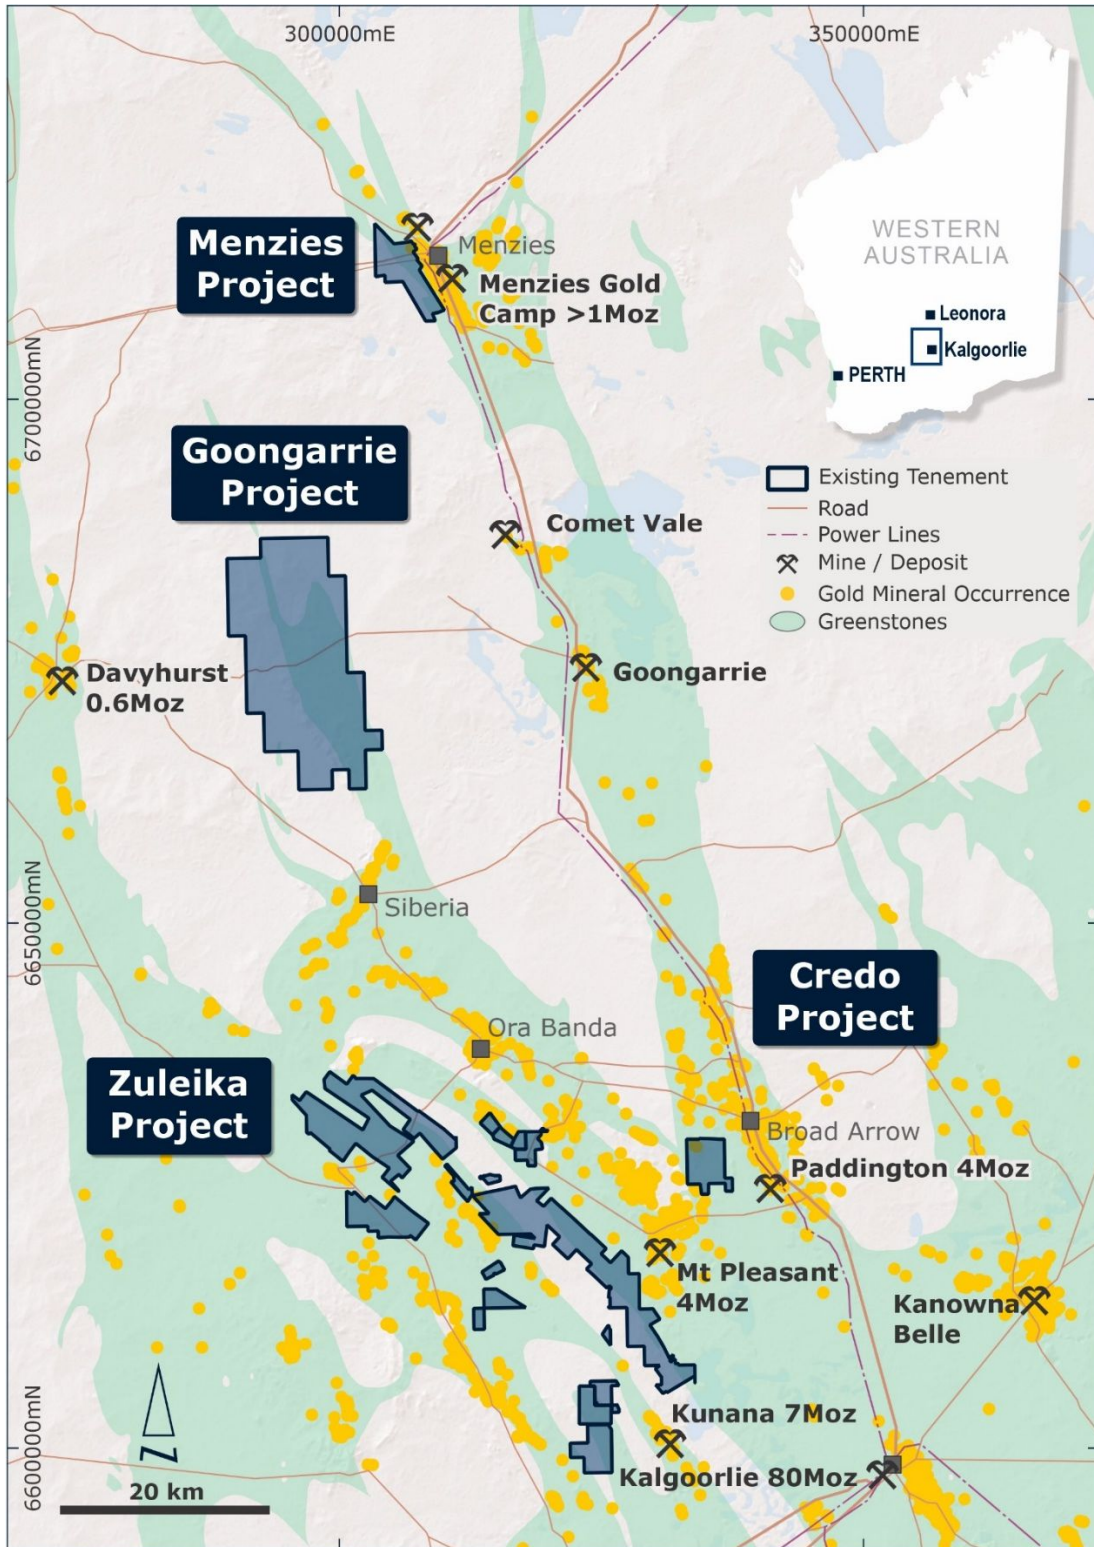 300000mE
350000mE
WESTERN
AUSTRALIA
Leonora
Kalgoorlie
PERTH
Menzies
Project
Menzies
Menzies Gold
Camp >1Moz
6700000mN
Goongarrie
Project
Existing Tenement
Road
Power Lines
Mine / Deposit
Gold Mineral Occurrence
Greenstones
Comet Vale
Davyhurst
0.6Moz
Goongarrie
6650000mN
Siberia
Credo
Project
Ora Banda
Zuleika
Project
Broad Arrow
Paddington 4Moz
Mt Pleasant
4Moz
Kanowna
Belle
Kunana 7Moz
Kalgoorlie 80Moz
6600000mN
N
20 km